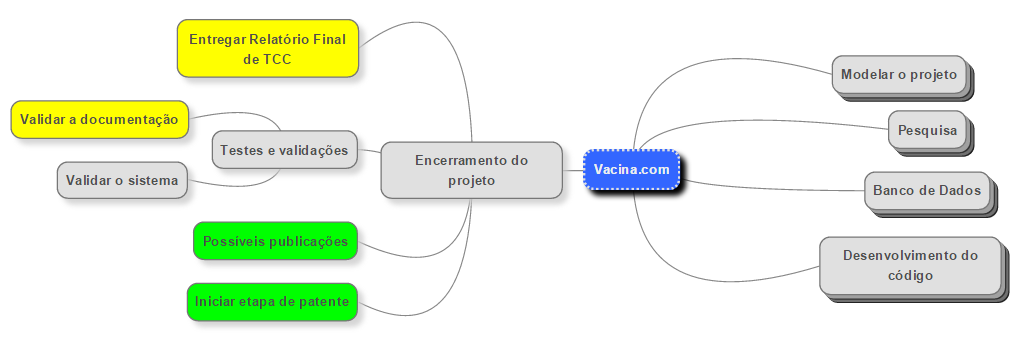 Entregar Relatório Final
de TCC
Validar a documentação
Testes e validações
Validar o sistema
Encerramento do
projeto
Possíveis publicações
Iniciar etapa de patente
Vacina.com
Modelar o projeto
Pesquisa
Banco de Dados
Desenvolvimento do
código